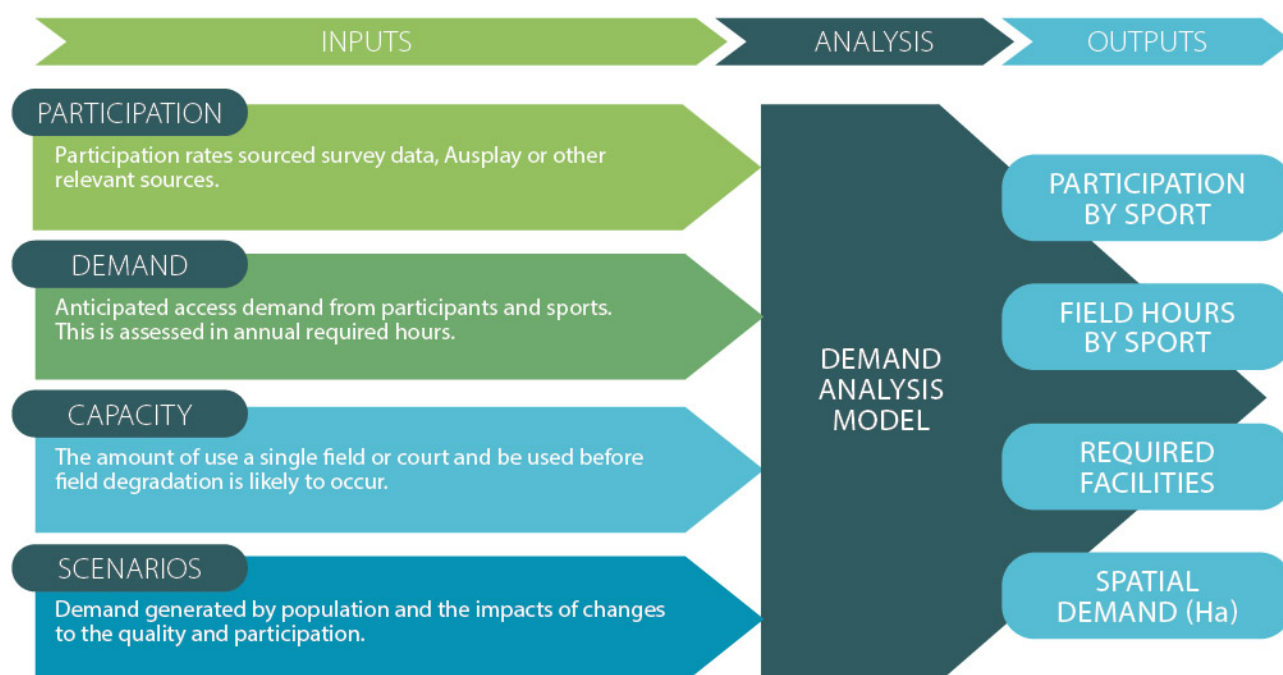 INPUTS
ANALYSIS
OUTPUTS
PARTICIPATION
Participation rates sourced survey data, Ausplay or other
relevant sources.
DEMAND
Anticipated access demand from participants and sports.
This is assessed in annual required hours.
CAPACITY
The amount of use a single field or court and be used before
field degradation is likely to occur.
SCENARIOS
Demand generated by population and the impacts of changes
to the quality and participation.
DEMAND
ANALYSIS
MODEL
PARTICIPATION
BY SPORT
FIELD HOURS
BY SPORT
REQUIRED
FACILITIES
SPATIAL
DEMAND (Ha)